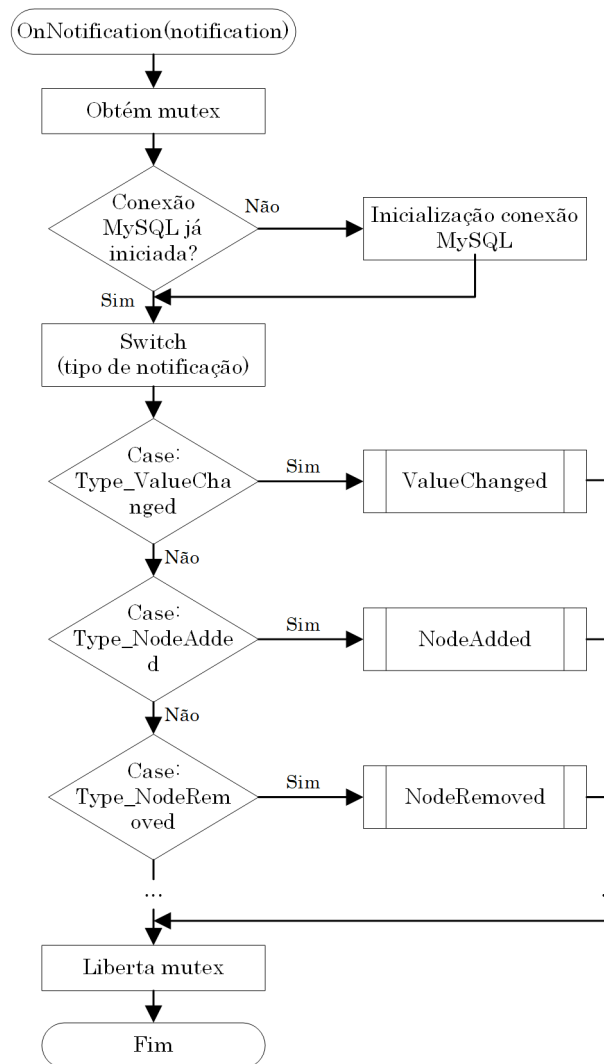 OnNotification(notification)
Obtém mutex
Conexão
MySQL já
iniciada?
Não
Inicialização conexão
MySQL
Sim
Switch
(tipo de notificação)
Case:
Type_ValueCha
nged
Sim
ValueChanged
Não
Case:
Type_NodeAdde
d
Sim
NodeAdded
Não
Case:
Type_NodeRem
oved
Sim
NodeRemoved
...
Liberta mutex
Fim